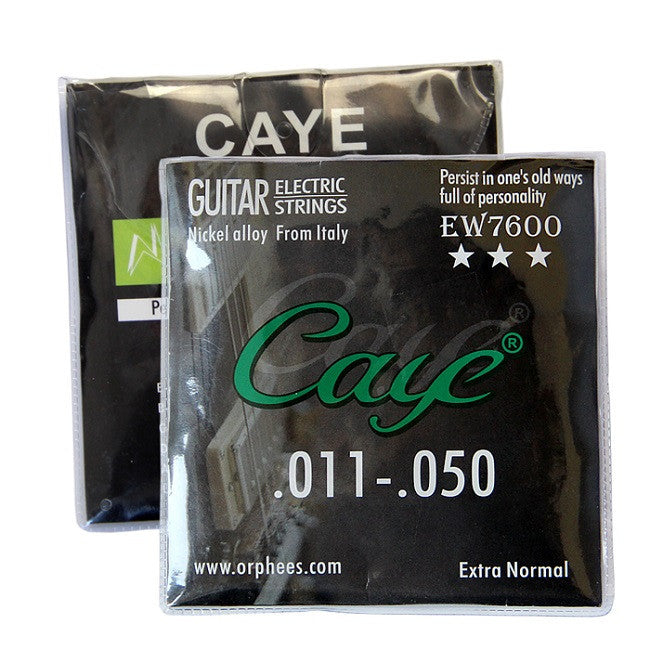 CAYE
GUITAR ELECTRIC STRINGS
Nickel alloy From Italy
Persist in one's old ways
full of personality
EW7600
Caye®
.011-.050
www.orphees.com
Extra Normal